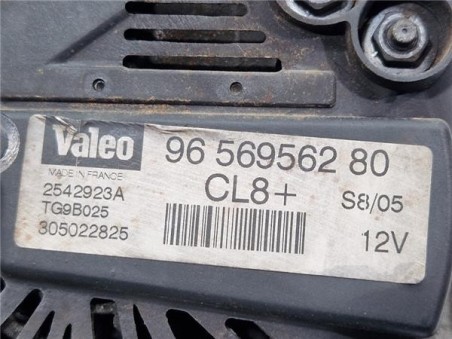 Valeo 96 569562 80
MADE IN FRANCE
2542923A CL8+ S8/05
TG9B025
305022825 12V